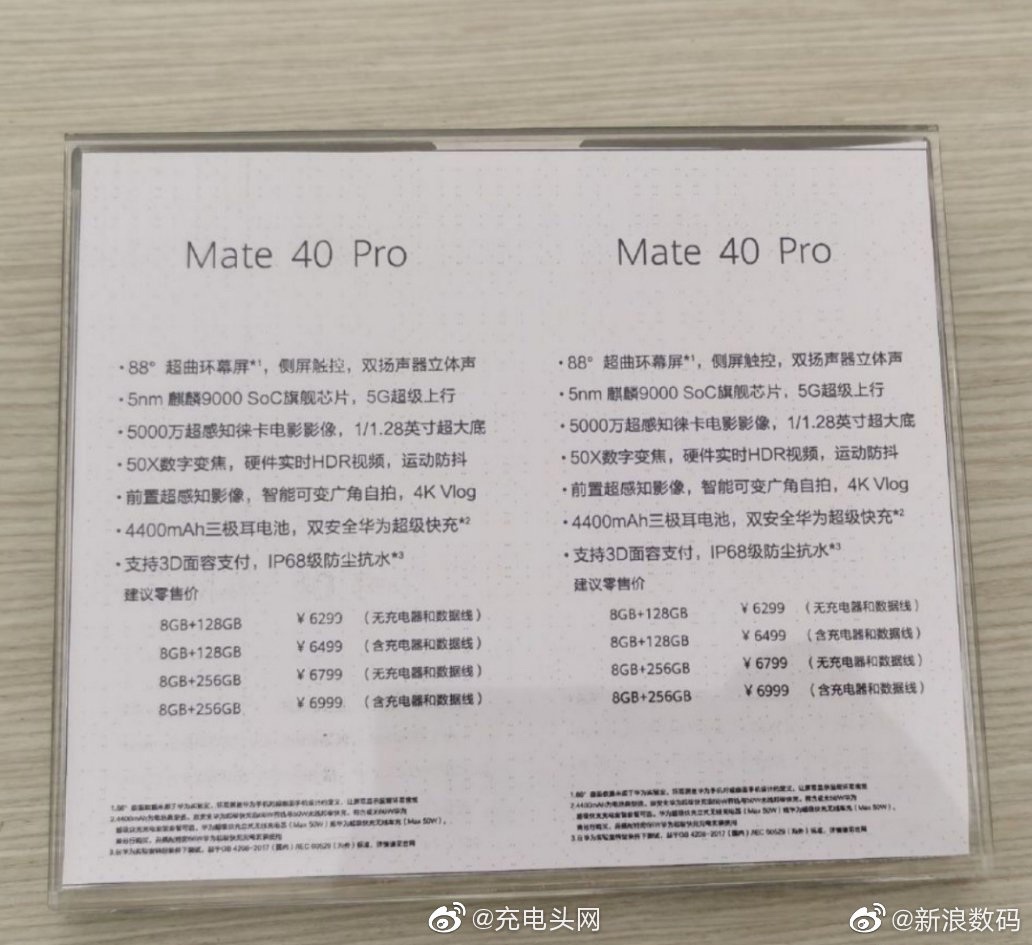 Mate 40 Pro
·88° 超曲环幕屏*1，侧屏触控，双扬声器立体声
·5nm 麒麟9000 SoC旗舰芯片，5G超级上行
·5000万超感知徕卡电影影像，1/1.28英寸超大底
·50X数字变焦，硬件实时HDR视频，运动防抖
·前置超感知影像，智能可变广角自拍，4K Vlog
·4400mAh三极耳电池，双安全华为超级快充*2
·支持3D面容支付，IP68级防尘抗水*3
建议零售价
8GB+128GB ￥6299 （无充电器和数据线）
8GB+128GB ￥6499 （含充电器和数据线）
8GB+256GB ￥6799 （无充电器和数据线）
8GB+256GB ￥6999 （含充电器和数据线）
Mate 40 Pro
·88° 超曲环幕屏*1，侧屏触控，双扬声器立体声
·5nm 麒麟9000 SoC旗舰芯片，5G超级上行
·5000万超感知徕卡电影影像，1/1.28英寸超大底
·50X数字变焦，硬件实时HDR视频，运动防抖
·前置超感知影像，智能可变广角自拍，4K Vlog
·4400mAh三极耳电池，双安全华为超级快充*2
·支持3D面容支付，IP68级防尘抗水*3
建议零售价
8GB+128GB ￥6299 （无充电器和数据线）
8GB+128GB ￥6499 （含充电器和数据线）
8GB+256GB ￥6799 （无充电器和数据线）
8GB+256GB ￥6999 （含充电器和数据线）
@充电头网
@新浪数码